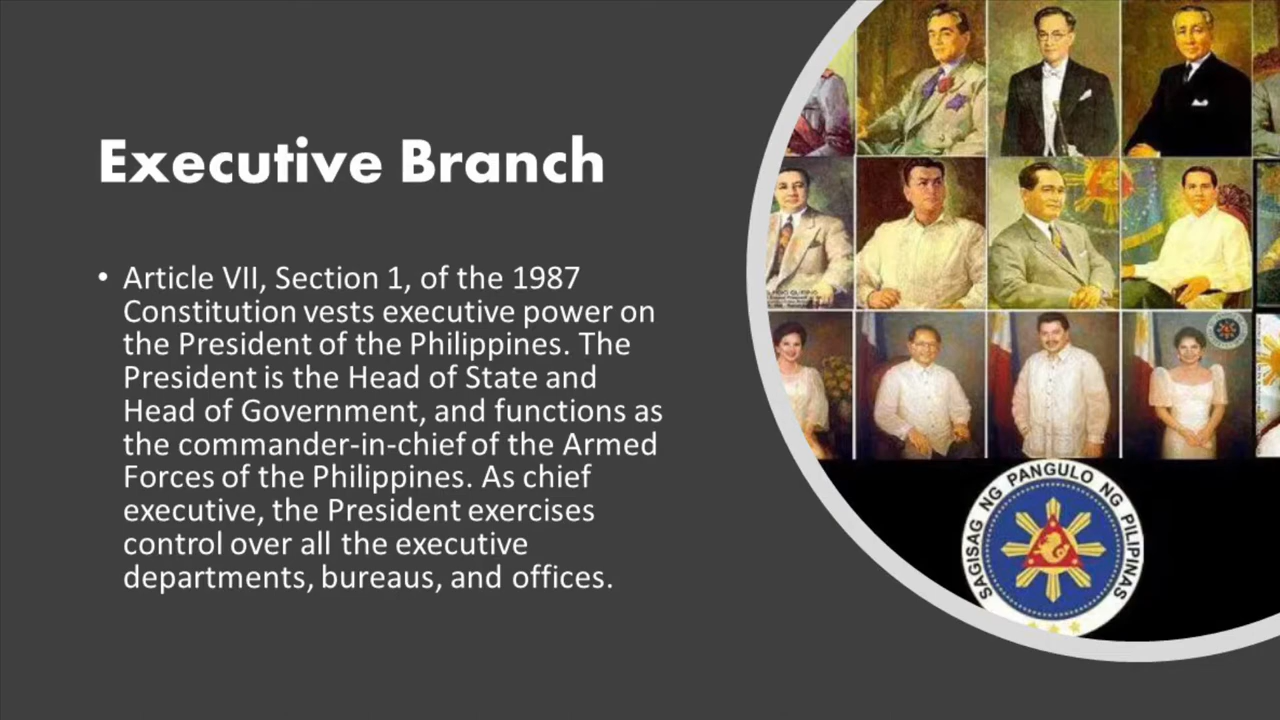 Executive Branch
• Article VII, Section 1, of the 1987
Constitution vests executive power on
the President of the Philippines. The
President is the Head of State and
Head of Government, and functions as
the commander-in-chief of the Armed
Forces of the Philippines. As chief
executive, the President exercises
control over all the executive
departments, bureaus, and offices.
SAGISAG NG PANGULO NG PILIPINAS